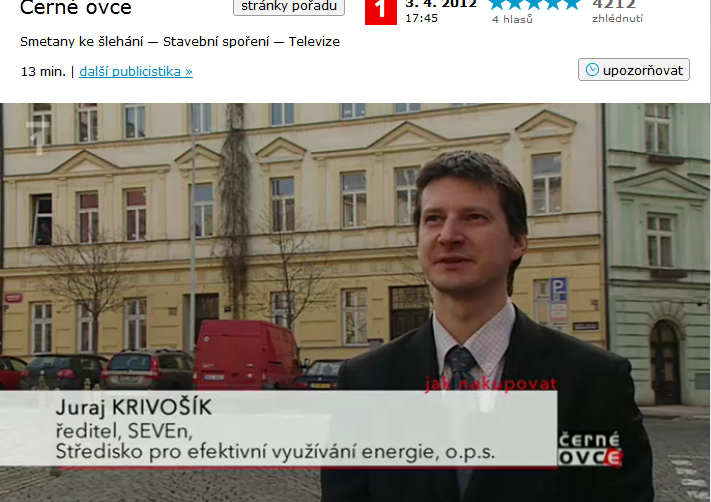 Černé ovce
stránky pořadu
1
3. 4. 2012
17:45
4 hlasů
4212
zhlédnutí
Smetany ke šlehání — Stavební spoření — Televize
13 min. | další publicistika »
upozorňovat
1
P
jak nakupovat
Juraj KRIVOŠÍK
ředitel, SEVEn,
Středisko pro efektivní využívání energie, o.p.s.
černé
ovce